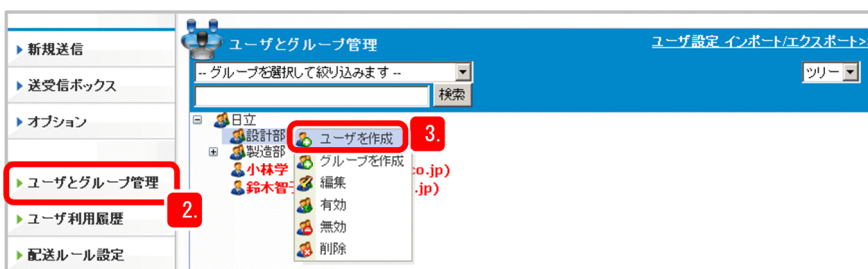 新規送信
送受信ボックス
オプション
ユーザとグループ管理
2.
ユーザ利用履歴
配送ルール設定
ユーザとグループ管理
ユーザ設定 インポート/エクスポート>
-- グループを選択して絞り込みます --
ツリー
検索
日立
設計部
製造部
小林学 co.jp)
鈴木智 .jp)
ユーザを作成
3.
グループを作成
編集
有効
無効
削除